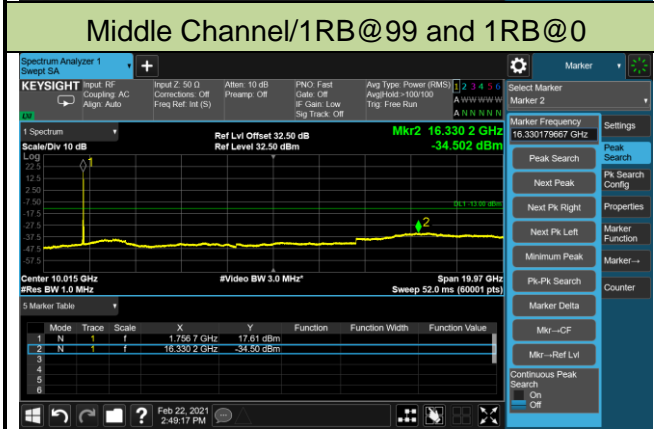 Middle Channel/1RB@99 and 1RB@0
Spectrum Analyzer 1
Swept SA
+
Marker
KEYSIGHT
Input: RF
Coupling: AC
Align: Auto
Input Z: 50 Ω
Corrections: Off
Freq Ref: Int (S)
Atten: 10 dB
Preamp: Off
PNO: Fast
Gate: Off
IF Gain: Low
Sig Track: Off
Avg Type: Power (RMS)
Avg|Hold:>100/100
Trig: Free Run
1 2 3 4 5 6
A W W W W W
A N N N N N
Select Marker
Marker 2
1 Spectrum
Scale/Div 10 dB
Ref Lvl Offset 32.50 dB
Ref Level 32.50 dBm
Mkr2 16.330 2 GHz
-34.502 dBm
Log
22.5
12.5
2.50
-7.50
-17.5
-27.5
-37.5
-47.5
-57.5
1
2
DL1 -13.00 dBm
Center 10.015 GHz
#Res BW 1.0 MHz
#Video BW 3.0 MHz*
Span 19.97 GHz
Sweep 52.0 ms (60001 pts)
5 Marker Table
Mode Trace Scale X Y Function Function Width Function Value
1 N 1 f 1.756 7 GHz 17.61 dBm
2 N 1 f 16.330 2 GHz -34.50 dBm
3
4
5
6
Marker Frequency
16.330179667 GHz
Peak Search
Next Peak
Next Pk Right
Next Pk Left
Minimum Peak
Pk-Pk Search
Marker Delta
Mkr→CF
Mkr→Ref Lvl
Continuous Peak
Search
On
Off
Settings
Peak
Search
Pk Search
Config
Properties
Marker
Function
Marker→
Counter
?
Feb 22, 2021
2:49:17 PM